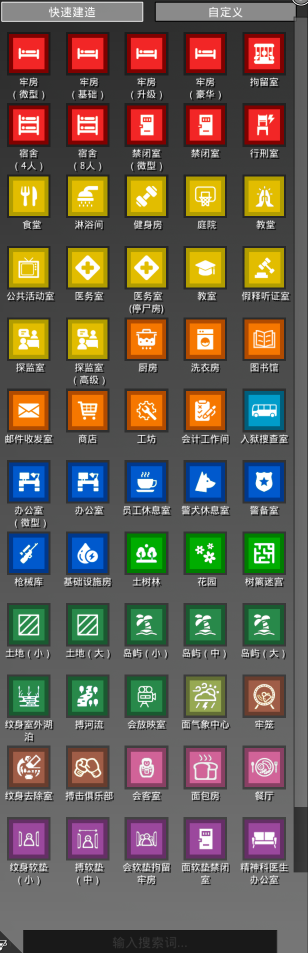 快速建造 自定义
牢房 牢房 牢房 牢房 拘留室
（微型） （基础） （升级） （豪华）
宿舍 宿舍 禁闭室 禁闭室 行刑室
（4人） （8人） （微型）
食堂 淋浴间 健身房 庭院 教堂
公共活动室 医务室 医务室 教室 假释听证室
(停尸房)
探监室 探监室 厨房 洗衣房 图书馆
（高级）
邮件收发室 商店 工坊 会计工作间 入狱搜查室
办公室 办公室 员工休息室 警犬休息室 警备室
（微型）
枪械库 基础设施房 土树林 花园 树篱迷宫
土地（小） 土地（大） 岛屿（小） 岛屿（中） 岛屿（大）
纹身室外湖 搏河流 会放映室 面气象中心 牢笼
泊
纹身去除室 搏击俱乐部 会客室 面包房 餐厅
纹身软垫 搏软垫 会软垫拘留 面软垫禁闭 精神科医生
（小） （中） 牢房 室 办公室
输入搜索词...